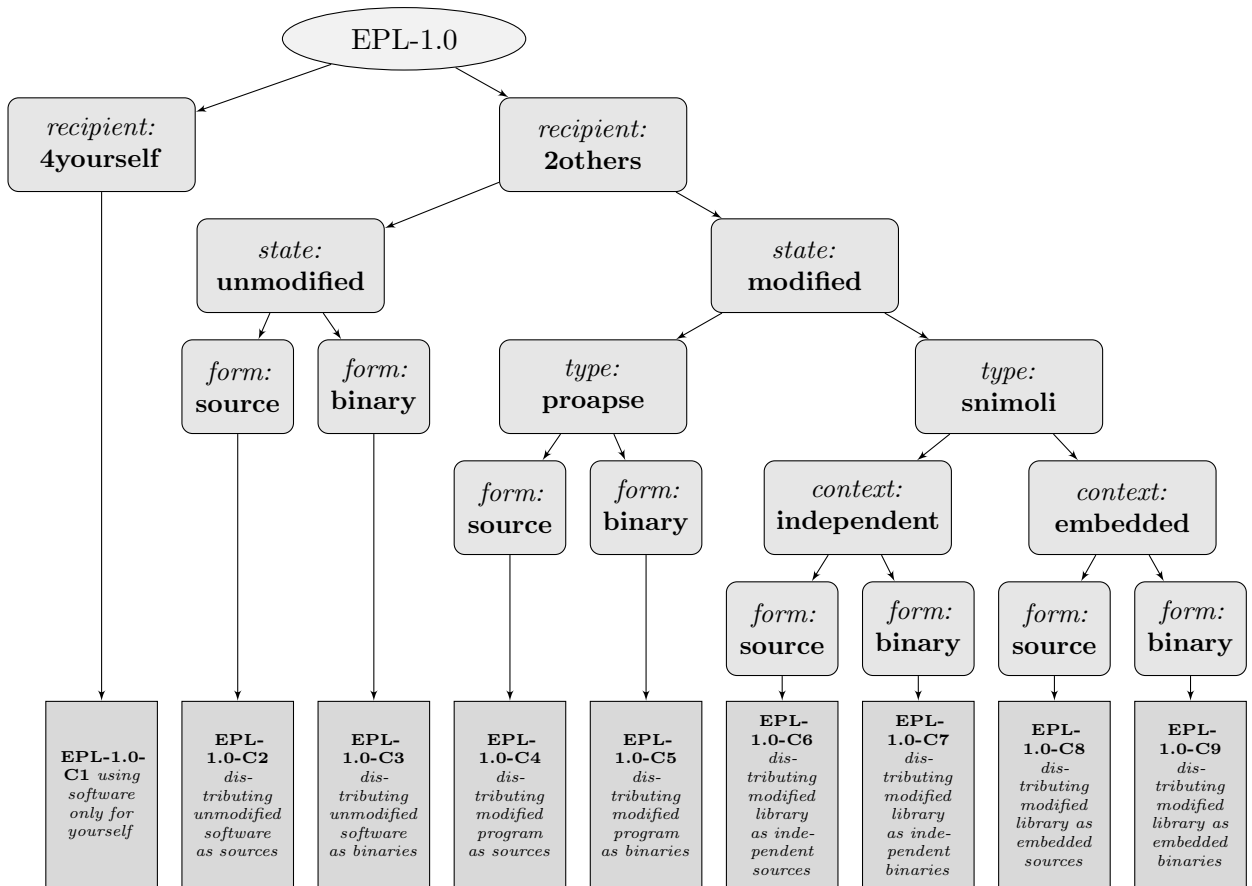 EPL-1.0
recipient:
4yourself
recipient:
2others
state:
unmodified
state:
modified
form:
source
form:
binary
type:
proapse
type:
snimoli
form:
source
form:
binary
context:
independent
context:
embedded
form:
source
form:
binary
form:
source
form:
binary
EPL-1.0-
C1 using
software
only for
yourself
EPL-
1.0-C2
dis-
tributing
unmodified
software
as sources
EPL-
1.0-C3
dis-
tributing
unmodified
software
as binaries
EPL-
1.0-C4
dis-
tributing
modified
program
as sources
EPL-
1.0-C5
dis-
tributing
modified
program
as binaries
EPL-
1.0-C6
dis-
tributing
modified
library
as inde-
pendent
sources
EPL-
1.0-C7
dis-
tributing
modified
library
as inde-
pendent
binaries
EPL-
1.0-C8
dis-
tributing
modified
library as
embedded
sources
EPL-
1.0-C9
dis-
tributing
modified
library as
embedded
binaries